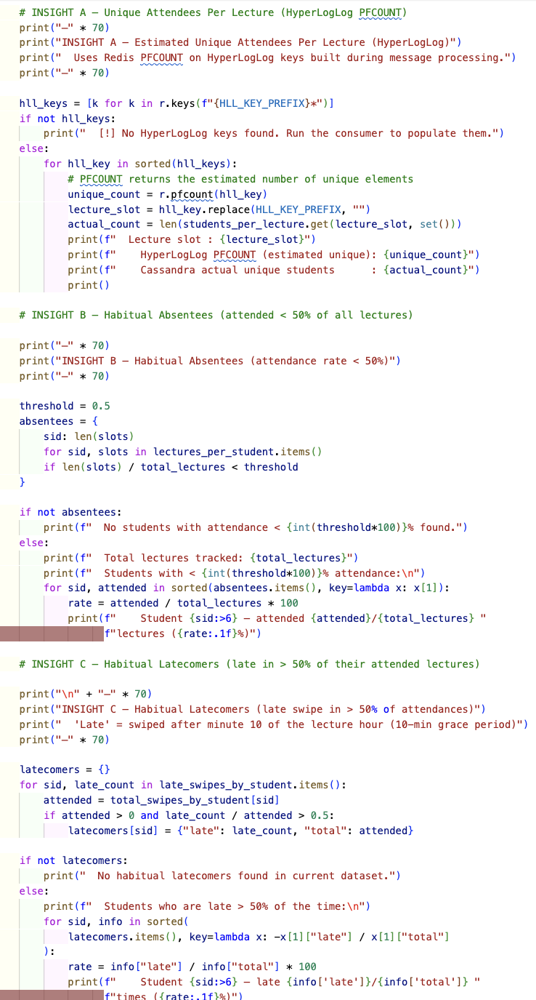 # INSIGHT A — Unique Attendees Per Lecture (HyperLogLog PFCOUNT)
print("—" * 70)
print("INSIGHT A — Estimated Unique Attendees Per Lecture (HyperLogLog)")
print("  Uses Redis PFCOUNT on HyperLogLog keys built during message processing.")
print("—" * 70)

hll_keys = [k for k in r.keys(f"{HLL_KEY_PREFIX}*")]
if not hll_keys:
    print("  [!] No HyperLogLog keys found. Run the consumer to populate them.")
else:
    for hll_key in sorted(hll_keys):
        # PFCOUNT returns the estimated number of unique elements
        unique_count = r.pfcount(hll_key)
        lecture_slot = hll_key.replace(HLL_KEY_PREFIX, "")
        actual_count = len(students_per_lecture.get(lecture_slot, set()))
        print(f"  Lecture slot : {lecture_slot}")
        print(f"    HyperLogLog PFCOUNT (estimated unique): {unique_count}")
        print(f"    Cassandra actual unique students      : {actual_count}")
        print()

# INSIGHT B — Habitual Absentees (attended < 50% of all lectures)

print("—" * 70)
print("INSIGHT B — Habitual Absentees (attendance rate < 50%)")
print("—" * 70)

threshold = 0.5
absentees = {
    sid: len(slots)
    for sid, slots in lectures_per_student.items()
    if len(slots) / total_lectures < threshold
}

if not absentees:
    print(f"  No students with attendance < {int(threshold*100)}% found.")
else:
    print(f"  Total lectures tracked: {total_lectures}")
    print(f"  Students with < {int(threshold*100)}% attendance:\n")
    for sid, attended in sorted(absentees.items(), key=lambda x: x[1]):
        rate = attended / total_lectures * 100
        print(f"    Student {sid:>6} — attended {attended}/{total_lectures} "
              f"lectures ({rate:.1f}%)")

# INSIGHT C — Habitual Latecomers (late in > 50% of their attended lectures)

print("\n" + "—" * 70)
print("INSIGHT C — Habitual Latecomers (late swipe in > 50% of attendances)")
print("  'Late' = swiped after minute 10 of the lecture hour (10-min grace period)")
print("—" * 70)

latecomers = {}
for sid, late_count in late_swipes_by_student.items():
    attended = total_swipes_by_student[sid]
    if attended > 0 and late_count / attended > 0.5:
        latecomers[sid] = {"late": late_count, "total": attended}

if not latecomers:
    print("  No habitual latecomers found in current dataset.")
else:
    print(f"  Students who are late > 50% of the time:\n")
    for sid, info in sorted(
        latecomers.items(), key=lambda x: -x[1]["late"] / x[1]["total"]
    ):
        rate = info["late"] / info["total"] * 100
        print(f"    Student {sid:>6} — late {info['late']}/{info['total']} "
              f"times ({rate:.1f}%)")